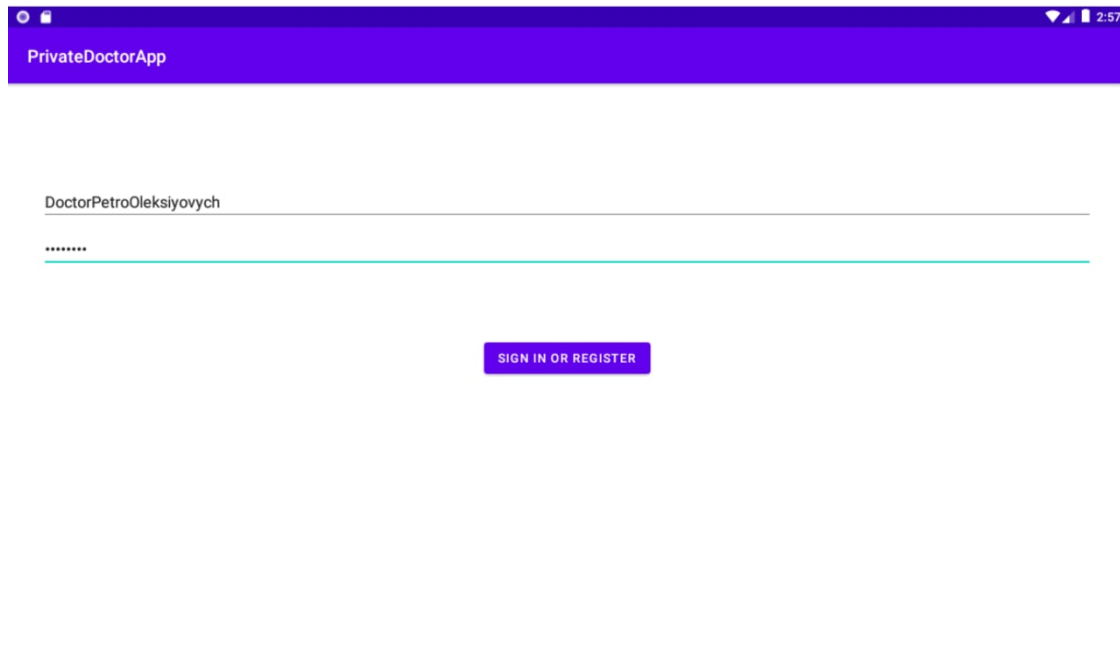 2:57
PrivateDoctorApp
DoctorPetroOleksiyovych
••••••••
SIGN IN OR REGISTER